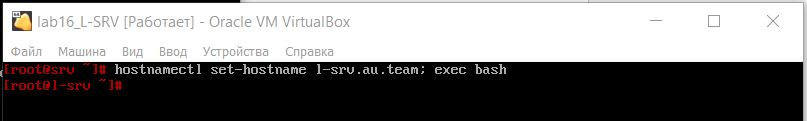 lab16_L-SRV [Работает] - Oracle VM VirtualBox
Файл Машина Вид Ввод Устройства Справка
[root@srv ~]# hostnamectl set-hostname l-srv.au.team; exec bash
[root@l-srv ~]#